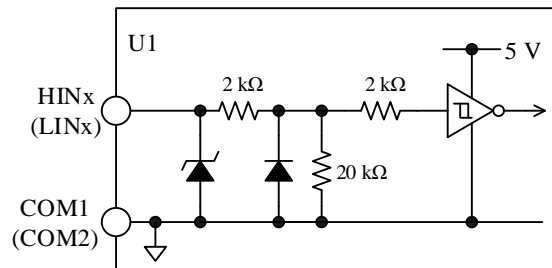 U1
5 V
2 kΩ
2 kΩ
HINx
(LINx)
20 kΩ
COM1
(COM2)